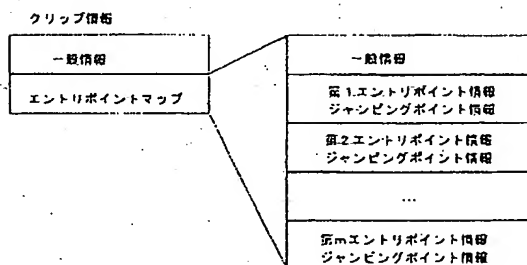 クリップ情報
一般情報
エントリポイントマップ
一般情報
第1.エントリポイント情報
ジャンピングポイント情報
第2.エントリポイント情報
ジャンピングポイント情報
...
第mエントリポイント情報
ジャンピングポイント情報